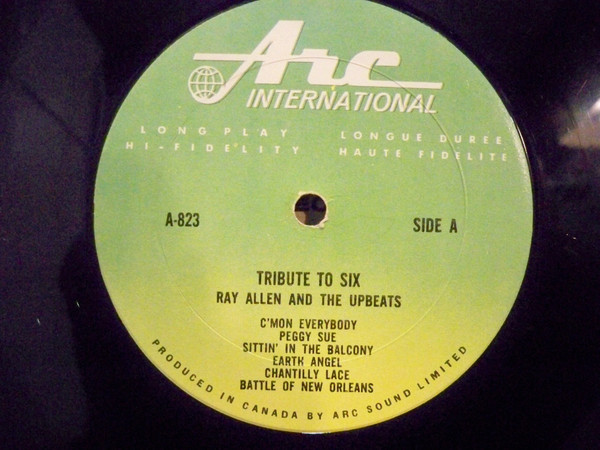 Arc
INTERNATIONAL
LONG PLAY
HI-FIDELITY
LONGUE DUREE
HAUTE FIDELITE
A-823
SIDE A
TRIBUTE TO SIX
RAY ALLEN AND THE UPBEATS
C'MON EVERYBODY
PEGGY SUE
SITTIN' IN THE BALCONY
EARTH ANGEL
CHANTILLY LACE
BATTLE OF NEW ORLEANS
PRODUCED IN CANADA BY ARC SOUND LIMITED